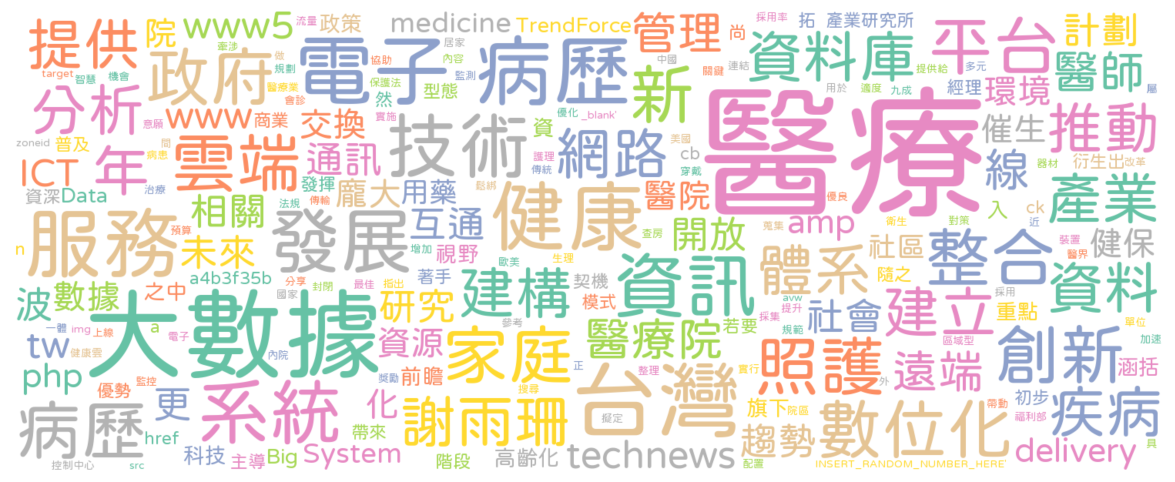 提供
院
www5
流量
政策
medicine
TrendForce
管理
尚
採用率
拓
產業研究所
計劃
牽涉
做
居家
中國
資料庫
平台
政府
電子
病歷
target
智慧
機會
規劃
協助
內容
關鍵
連結
提供給
多元
醫師
醫療業
保護法
監測
分析
會診
然
型態
優化
_blank'
新
用於
濃度
九成
經理
環境
屬
意願
www
商業
交換
實施
技術
資
網路
美國
醫療
催生
推動
zoneid
普及
年
雲端
間
病患
通訊
護理
傳統
cb
穿戴
線
衍生出
改革
器材
ICT
資深
Data
治療
發揮
傳輸
龐大
用藥
鬆綁
醫院
優良
入
ck
產業
服務
相關
法規
發展
互通
健康
蒐集
amp
衛生
對策
近
預算
n
未來
增加
視野
查房
開放
體系
社區
整合
裝置
健保
醫界
a4b3f35b
著手
歐美
生理
資訊
隨之
波
數據
之中
分享
封閉
最佳
指出
建構
契機
資料
大數據
國家
研究
模式
採集
avw
提升
社會
建立
採用
重點
一體
img
上線
a
電子
參考
醫療院
若要
規範
單位
tw
健康雲
內院
資源
家庭
正
整理
照護
區域型
創新
加速
php
優勢
監控
獎勵
前瞻
搜尋
台灣
實行
外
遠端
涵括
病歷
更
系統
化
謝雨珊
擬定
旗下
院區
數位化
帶動
初步
福利部
疾病
href
帶來
趨勢
具
控制中心
src
科技
主導
Big
System
階段
高齡化
technews
配置
INSERT_RANDOM_NUMBER_HERE'
delivery